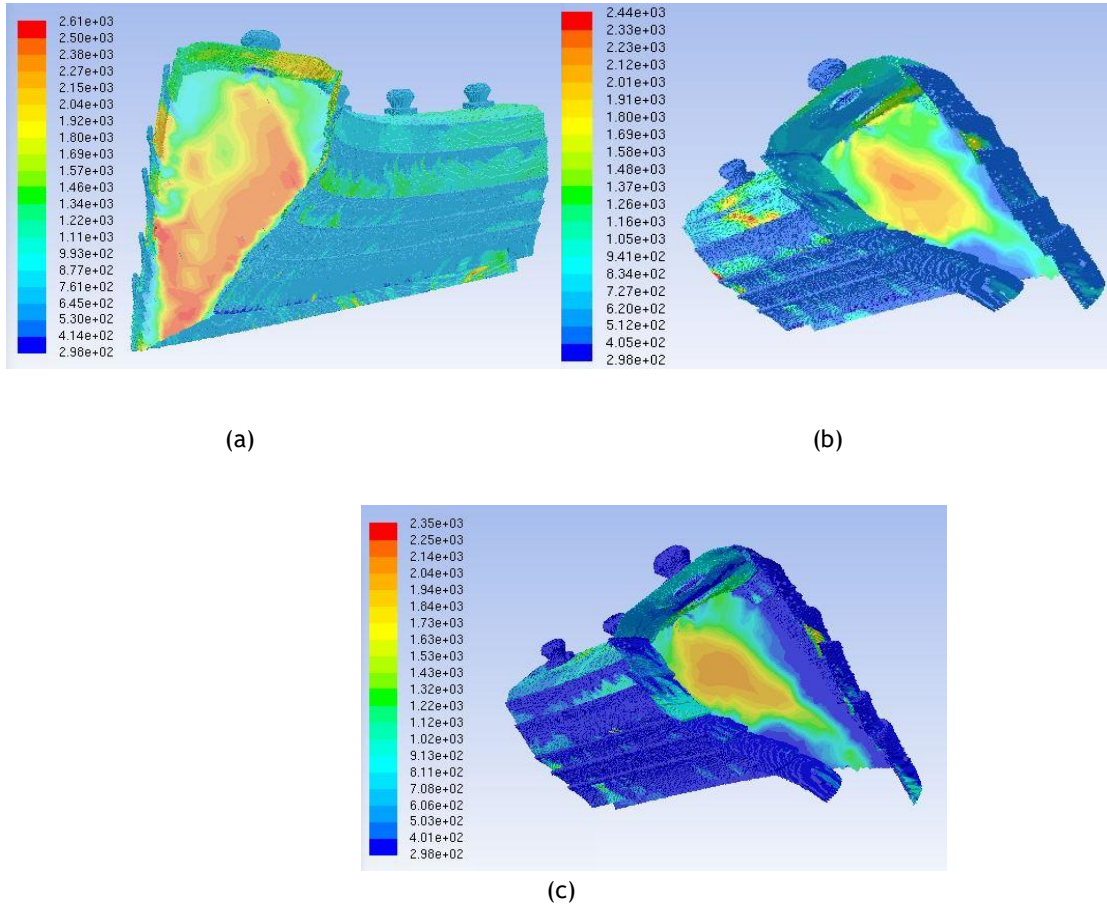 2.61e+03
2.50e+03
2.38e+03
2.27e+03
2.15e+03
2.04e+03
1.92e+03
1.80e+03
1.69e+03
1.57e+03
1.46e+03
1.34e+03
1.22e+03
1.11e+03
9.93e+02
8.77e+02
7.61e+02
6.45e+02
5.30e+02
4.14e+02
2.98e+02
2.44e+03
2.33e+03
2.23e+03
2.12e+03
2.01e+03
1.91e+03
1.80e+03
1.69e+03
1.58e+03
1.48e+03
1.37e+03
1.26e+03
1.16e+03
1.05e+03
9.41e+02
8.34e+02
7.27e+02
6.20e+02
5.12e+02
4.05e+02
2.98e+02
(a)
(b)
2.35e+03
2.25e+03
2.14e+03
2.04e+03
1.94e+03
1.84e+03
1.73e+03
1.63e+03
1.53e+03
1.43e+03
1.32e+03
1.22e+03
1.12e+03
1.02e+03
9.13e+02
8.11e+02
7.08e+02
6.06e+02
5.03e+02
4.01e+02
2.98e+02
(c)